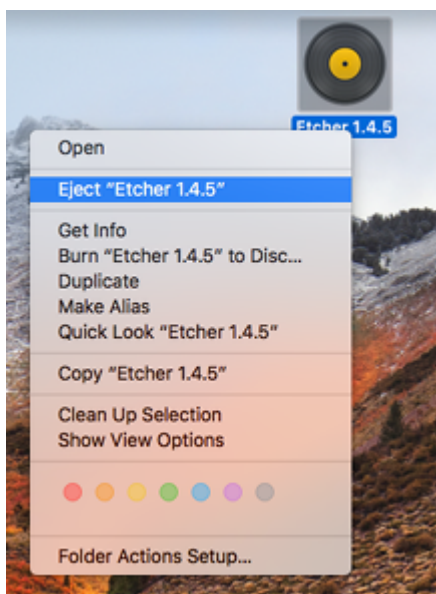 Etcher 1.4.5
Open
Eject “Etcher 1.4.5”
Get Info
Burn “Etcher 1.4.5” to Disc...
Duplicate
Make Alias
Quick Look “Etcher 1.4.5”
Copy “Etcher 1.4.5”
Clean Up Selection
Show View Options
Folder Actions Setup...